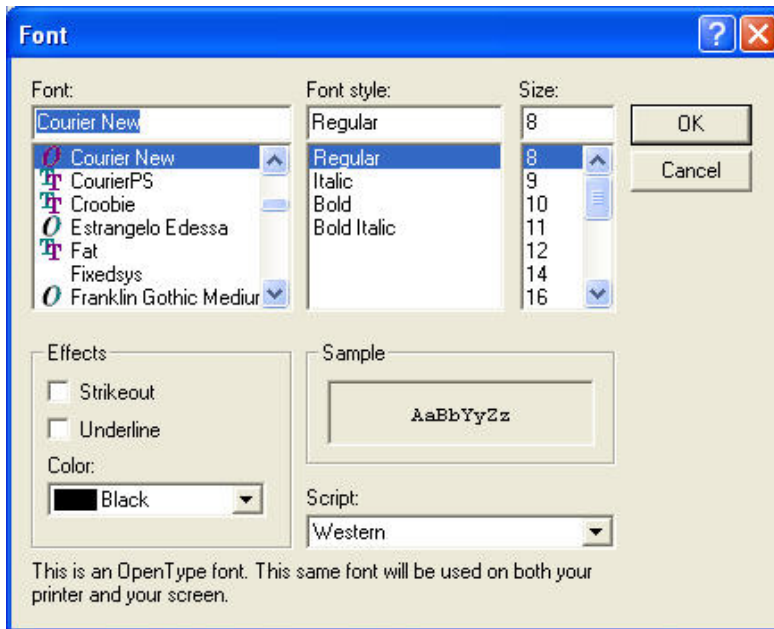 Font
Font:
Font style:
Size:
Courier New
Regular
8
OK
Cancel
Courier New
CourierPS
Croobie
Estrangelo Edessa
Fat
Fixedsys
Franklin Gothic Mediur
Regular
Italic
Bold
Bold Italic
8
9
10
11
12
14
16
Effects
Strikeout
Underline
Color:
Black
Sample
AaBbYyZz
Script:
Western
This is an OpenType font. This same font will be used on both your
printer and your screen.